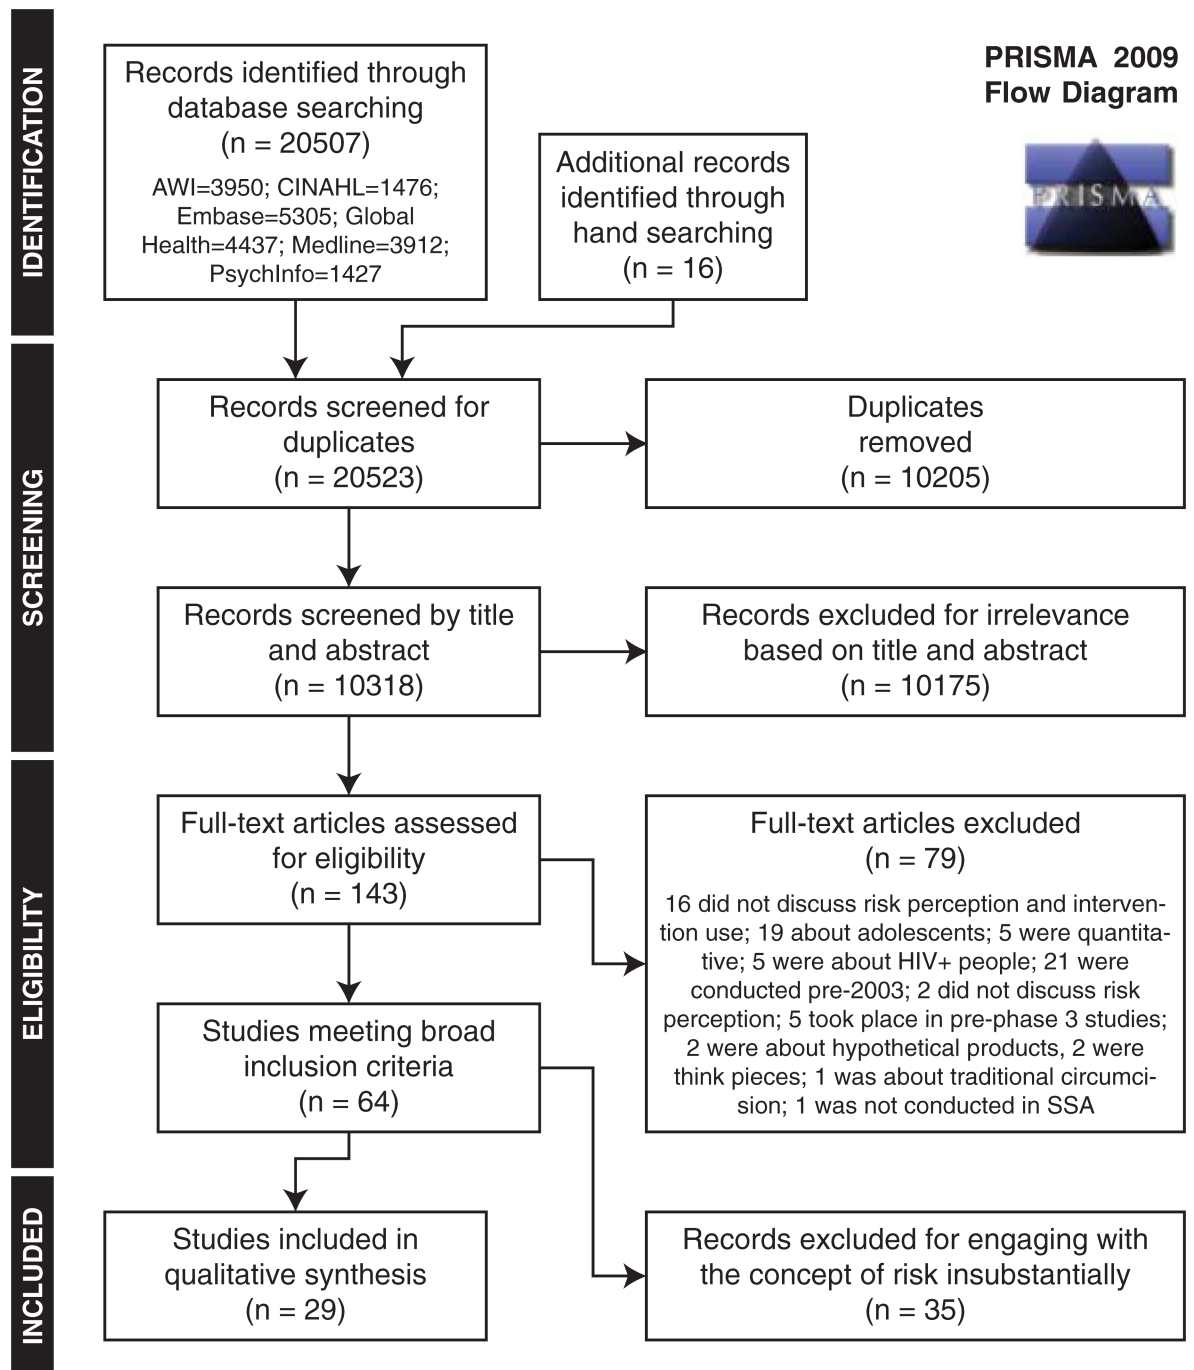 PRISMA 2009
Flow Diagram
PRISMA
IDENTIFICATION
Records identified through
database searching
(n = 20507)
AWI=3950; CINAHL=1476;
Embase=5305; Global
Health=4437; Medline=3912;
PsychInfo=1427
Additional records
identified through
hand searching
(n = 16)
SCREENING
Records screened for
duplicates
(n = 20523)
Duplicates
removed
(n = 10205)
Records screened by title
and abstract
(n = 10318)
Records excluded for irrelevance
based on title and abstract
(n = 10175)
ELIGIBILITY
Full-text articles assessed
for eligibility
(n = 143)
Full-text articles excluded
(n = 79)
16 did not discuss risk perception and interven-
tion use; 19 about adolescents; 5 were quantita-
tive; 5 were about HIV+ people; 21 were
conducted pre-2003; 2 did not discuss risk
perception; 5 took place in pre-phase 3 studies;
2 were about hypothetical products, 2 were
think pieces; 1 was about traditional circumci-
sion; 1 was not conducted in SSA
Studies meeting broad
inclusion criteria
(n = 64)
INCLUDED
Studies included in
qualitative synthesis
(n = 29)
Records excluded for engaging with
the concept of risk insubstantially
(n = 35)